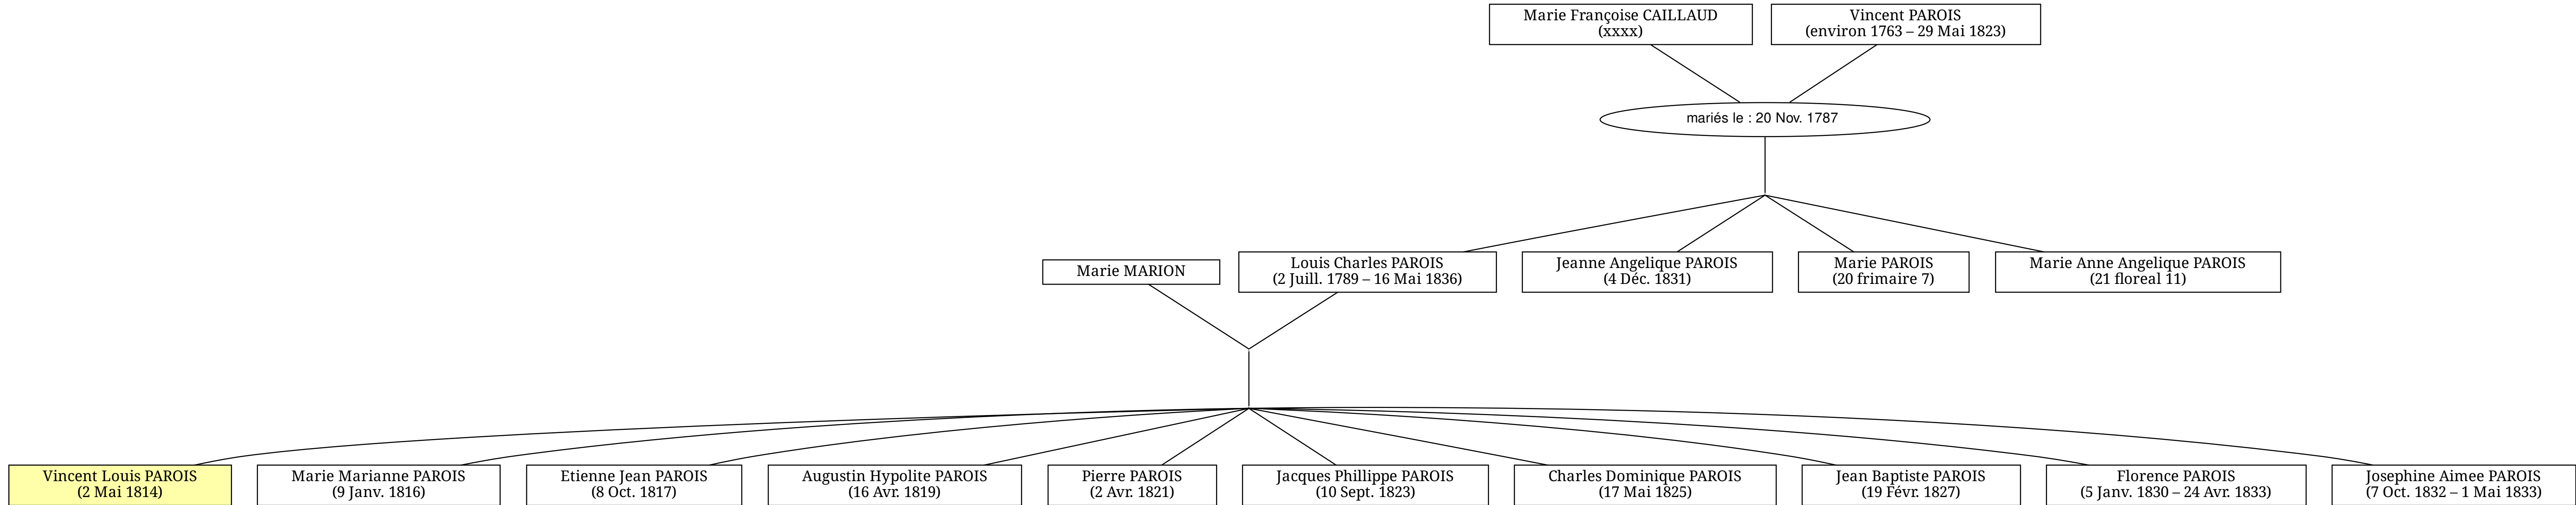 Marie Françoise CAILLAUD
(xxxx)
Vincent PAROIS
(environ 1763 – 29 Mai 1823)
mariés le : 20 Nov. 1787
Marie MARION
Louis Charles PAROIS
(2 Juill. 1789 – 16 Mai 1836)
Jeanne Angelique PAROIS
(4 Déc. 1831)
Marie PAROIS
(20 frimaire 7)
Marie Anne Angelique PAROIS
(21 floreal 11)
Vincent Louis PAROIS
(2 Mai 1814)
Marie Marianne PAROIS
(9 Janv. 1816)
Etienne Jean PAROIS
(8 Oct. 1817)
Augustin Hypolite PAROIS
(16 Avr. 1819)
Pierre PAROIS
(2 Avr. 1821)
Jacques Phillippe PAROIS
(10 Sept. 1823)
Charles Dominique PAROIS
(17 Mai 1825)
Jean Baptiste PAROIS
(19 Févr. 1827)
Florence PAROIS
(5 Janv. 1830 – 24 Avr. 1833)
Josephine Aimee PAROIS
(7 Oct. 1832 – 1 Mai 1833)